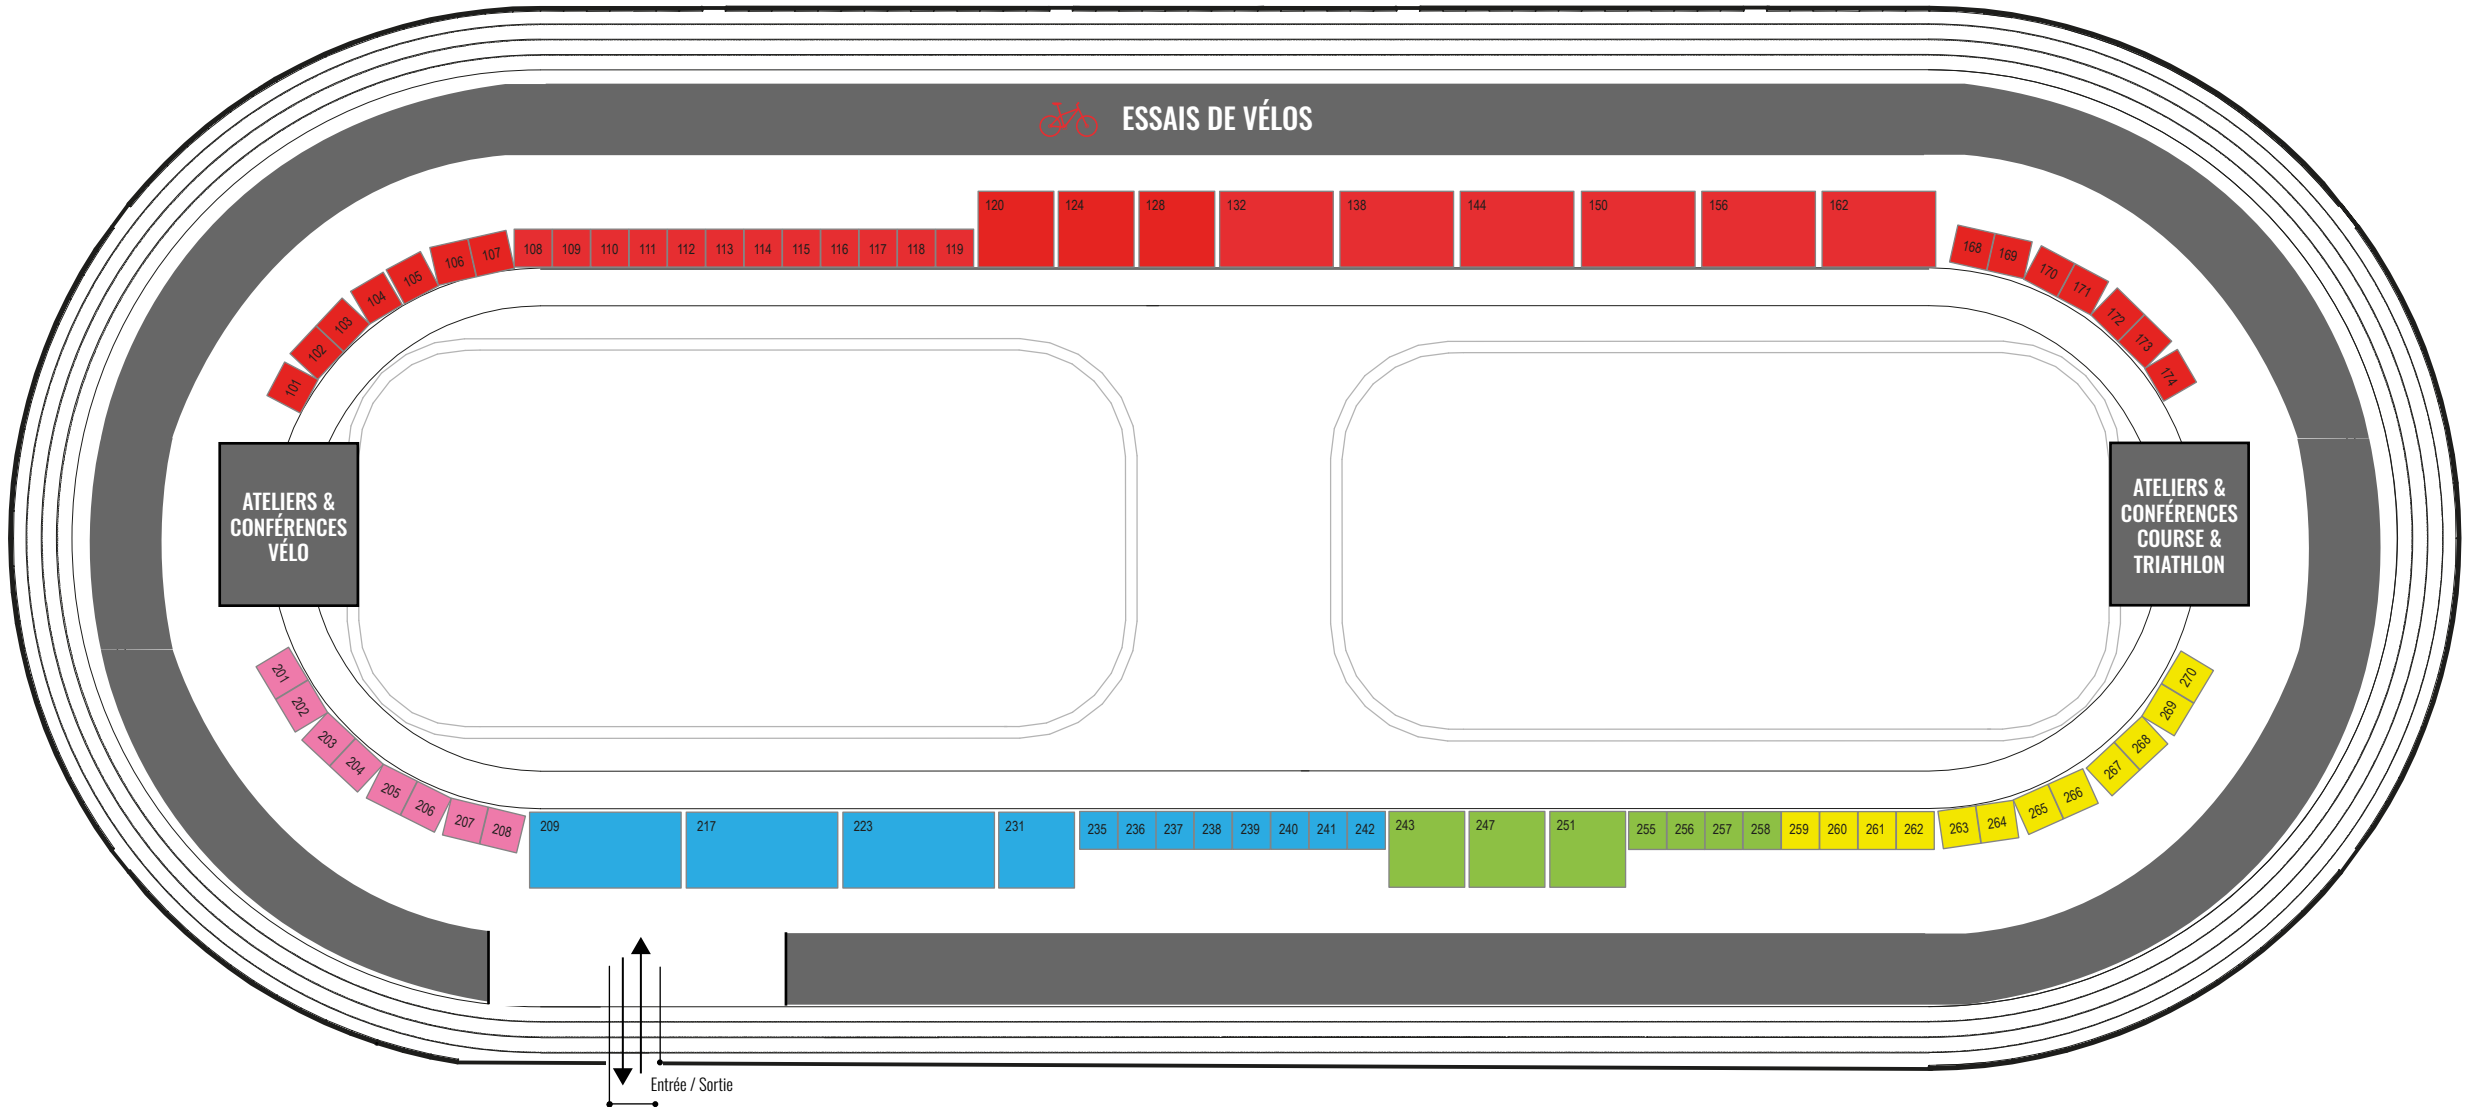 ESSAIS DE VÉLOS
120 124 128 132 138 144 150 156 162
108 109 110 111 112 113 114 115 116 117 118 119
101 102 103 104 105 106 107
168 169 170 171 172 173 174
ATELIERS &
CONFÉRENCES
VÉLO
ATELIERS &
CONFÉRENCES
COURSE &
TRIATHLON
201 202 203 204 205 206 207 208
209 217 223 231
235 236 237 238 239 240 241 242
243 247 251
255 256 257 258 259 260 261 262
263 264 265 266 267 268 269 270
Entrée / Sortie